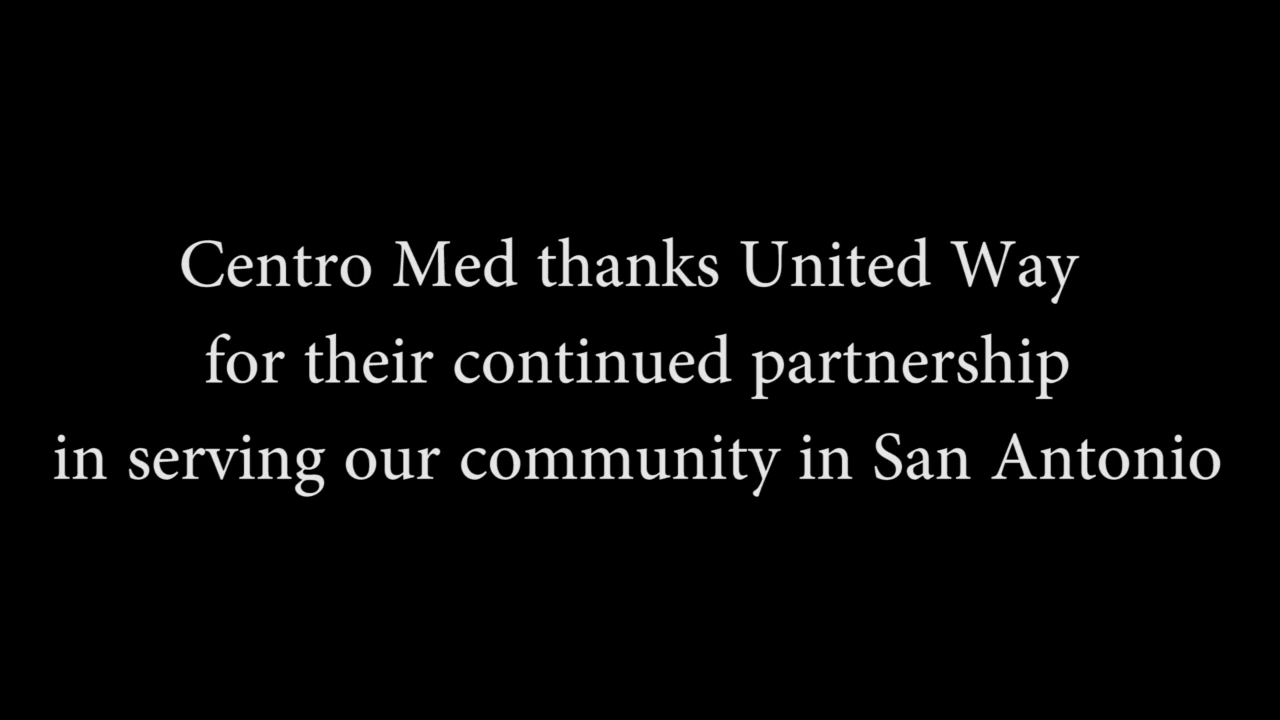 Centro Med thanks United Way
for their continued partnership
in serving our community in San Antonio